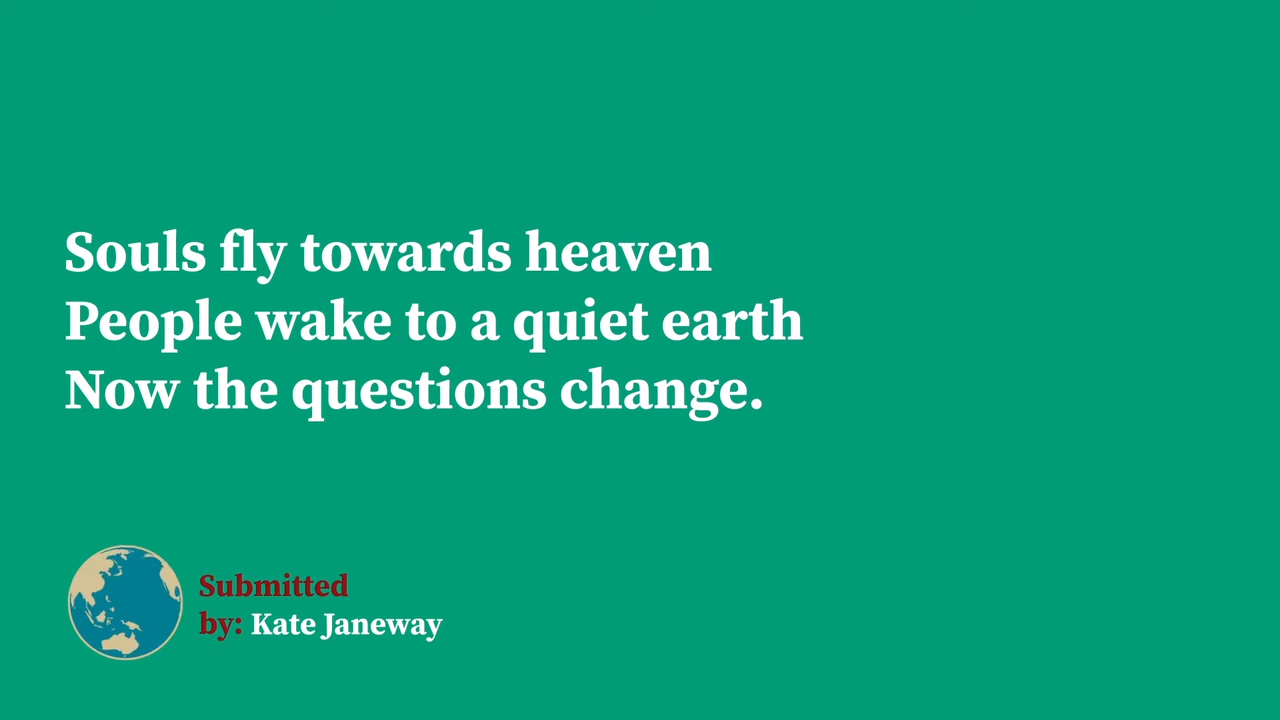 Souls fly towards heaven
People wake to a quiet earth
Now the questions change.
Submitted
by: Kate Janeway